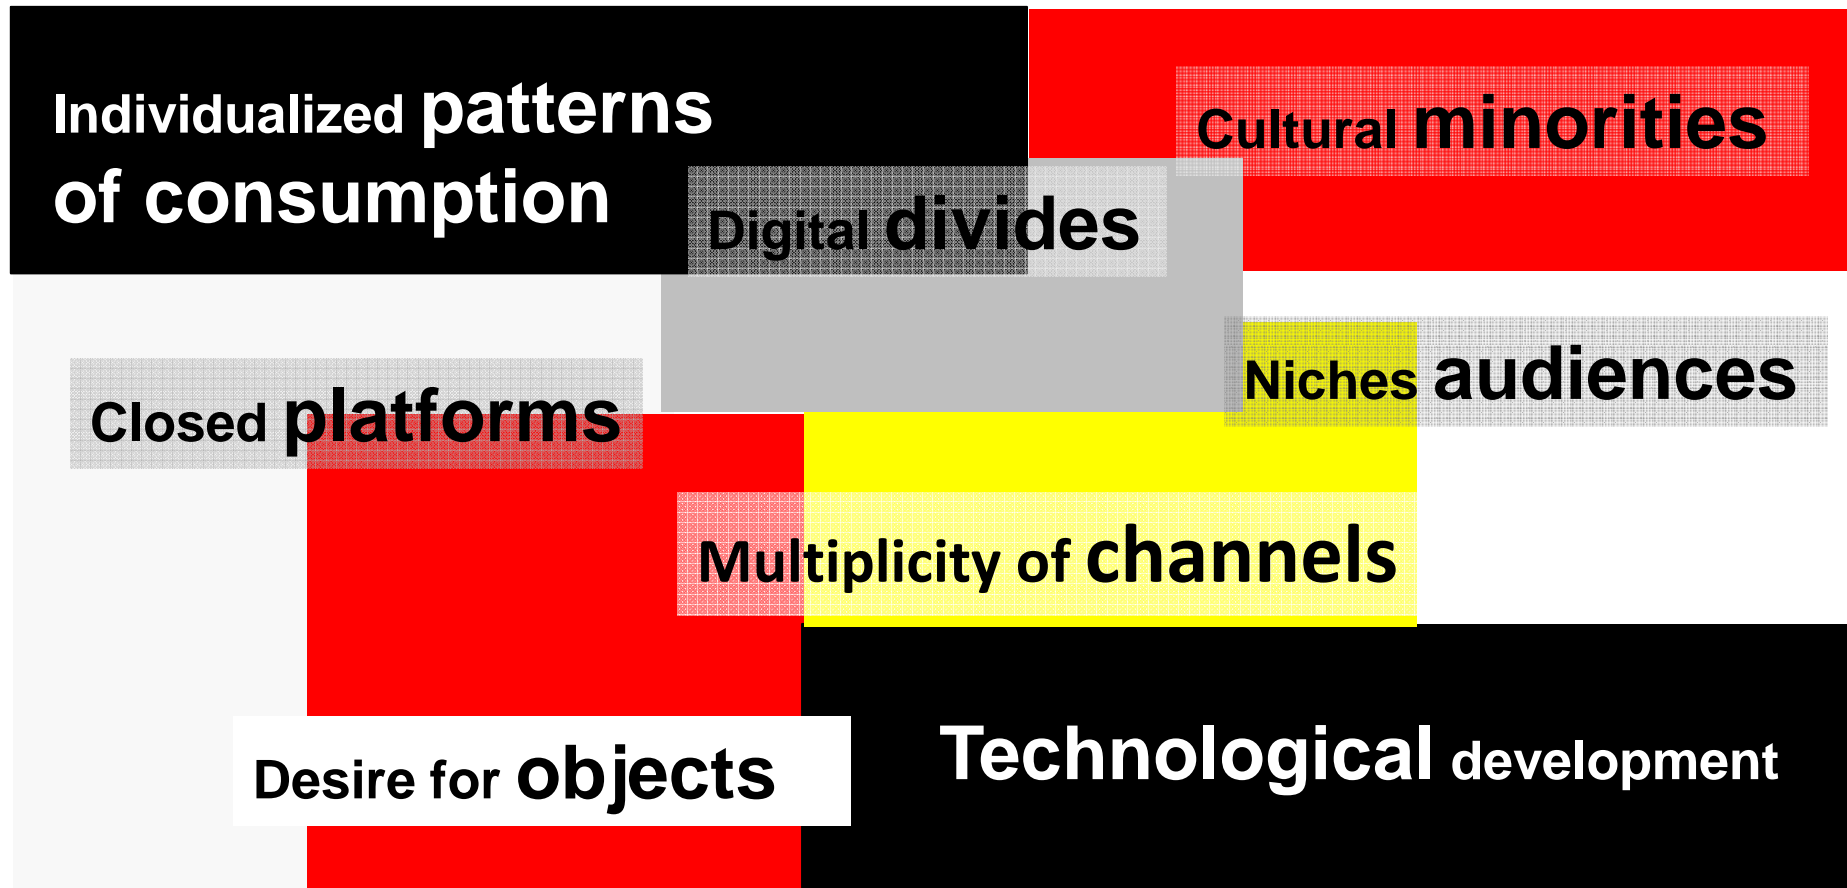 Individualized patterns
of consumption
Cultural minorities
Digital divides
Niches audiences
Closed platforms
Multiplicity of channels
Desire for objects
Technological development